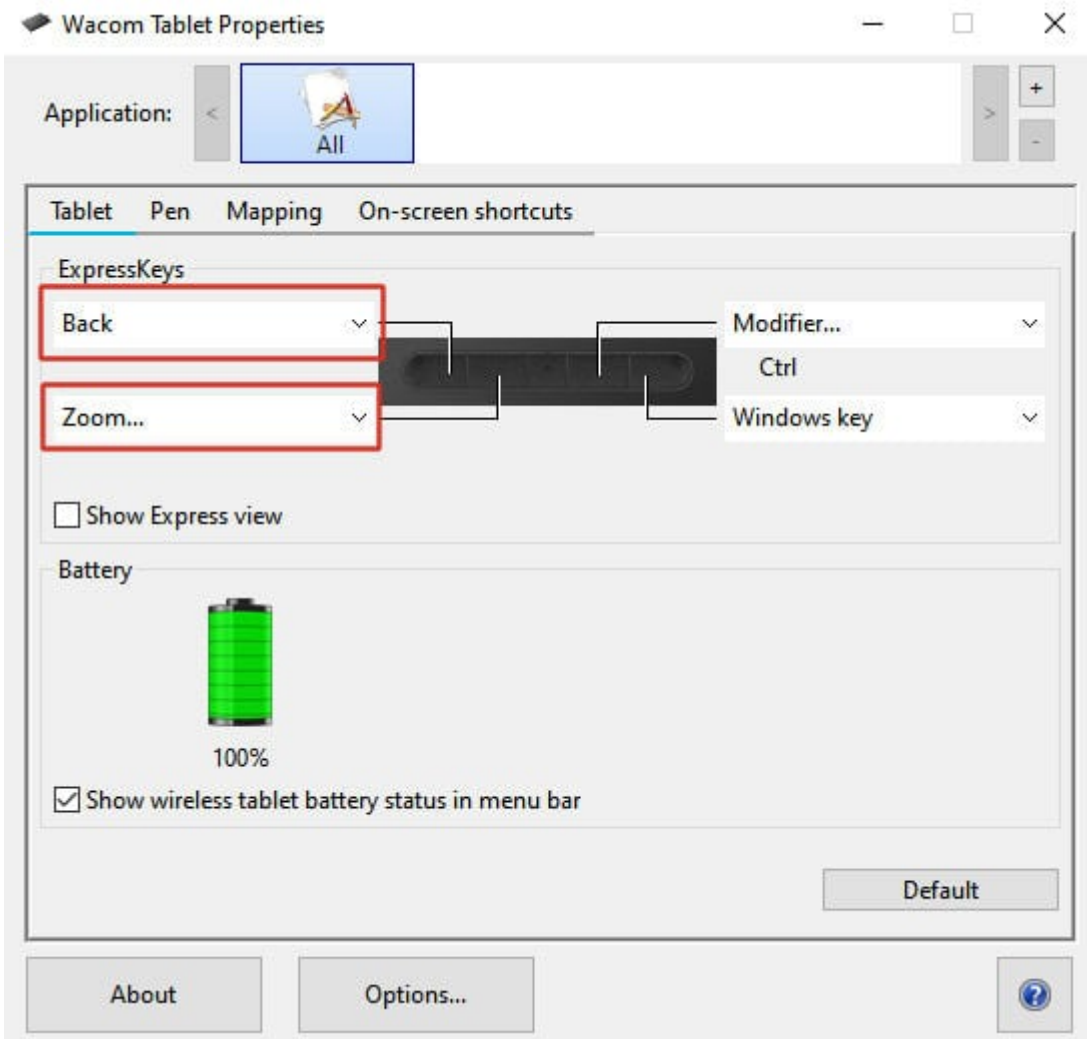 Wacom Tablet Properties
Application:
<
All
>
+
-
Tablet Pen Mapping On-screen shortcuts
ExpressKeys
Back
Modifier...
Ctrl
Zoom...
Windows key
Show Express view
Battery
100%
Show wireless tablet battery status in menu bar
Default
About
Options...
?